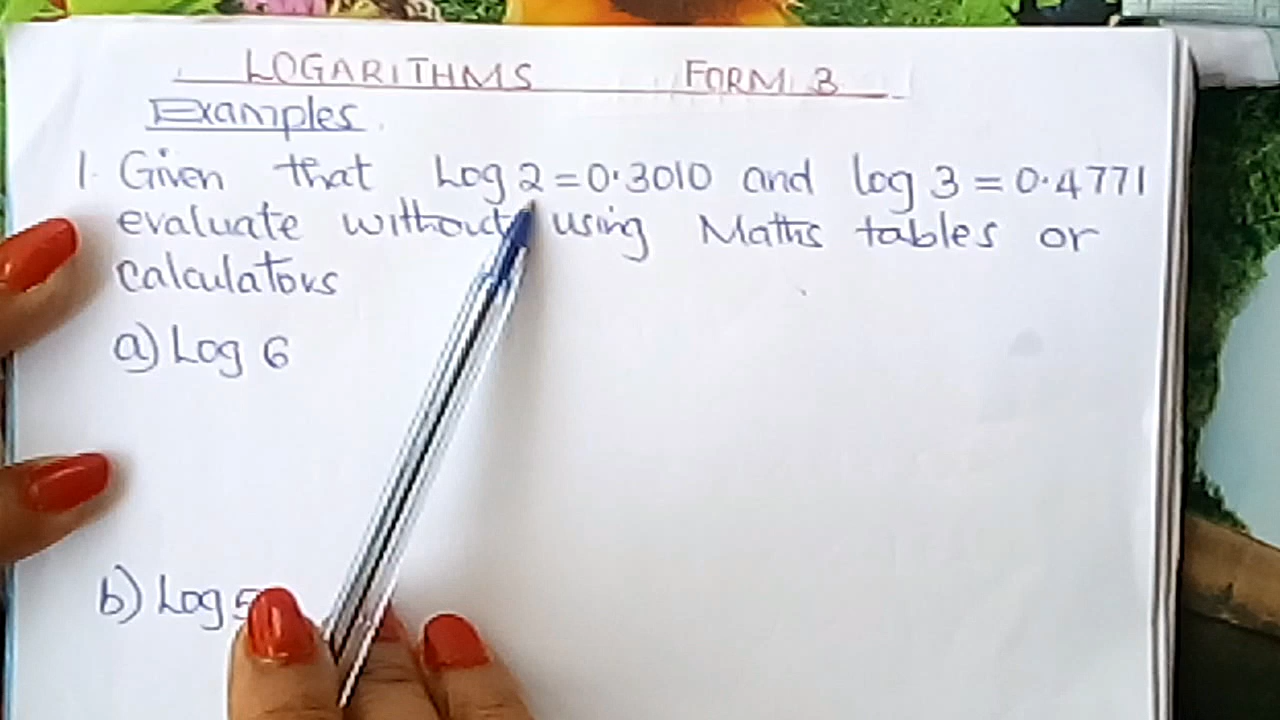 LOGARITHMS FORM 3
Examples
1. Given that Log 2 = 0.3010 and log 3 = 0.4771
evaluate without using Maths tables or
calculators
a) Log 6
b) Log 5